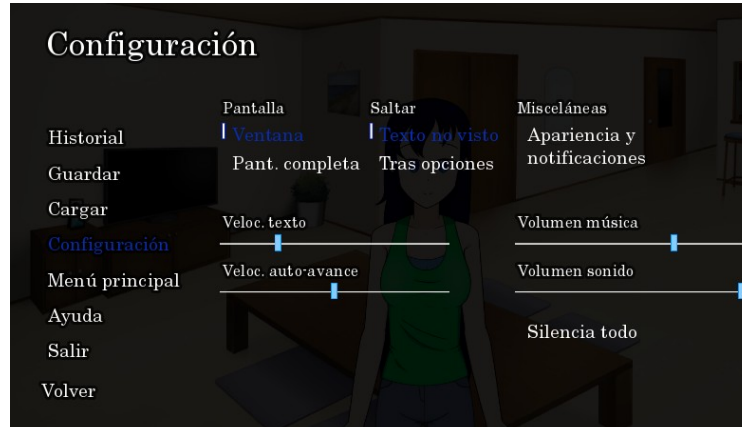 Configuración
Historial
Guardar
Cargar
Configuración
Menú principal
Ayuda
Salir
Volver
Pantalla
Ventana
Pant. completa
Saltar
Texto no visto
Tras opciones
Misceláneas
Apariencia y
notificaciones
Veloc. texto
Veloc. auto-avance
Volumen música
Volumen sonido
Silencia todo